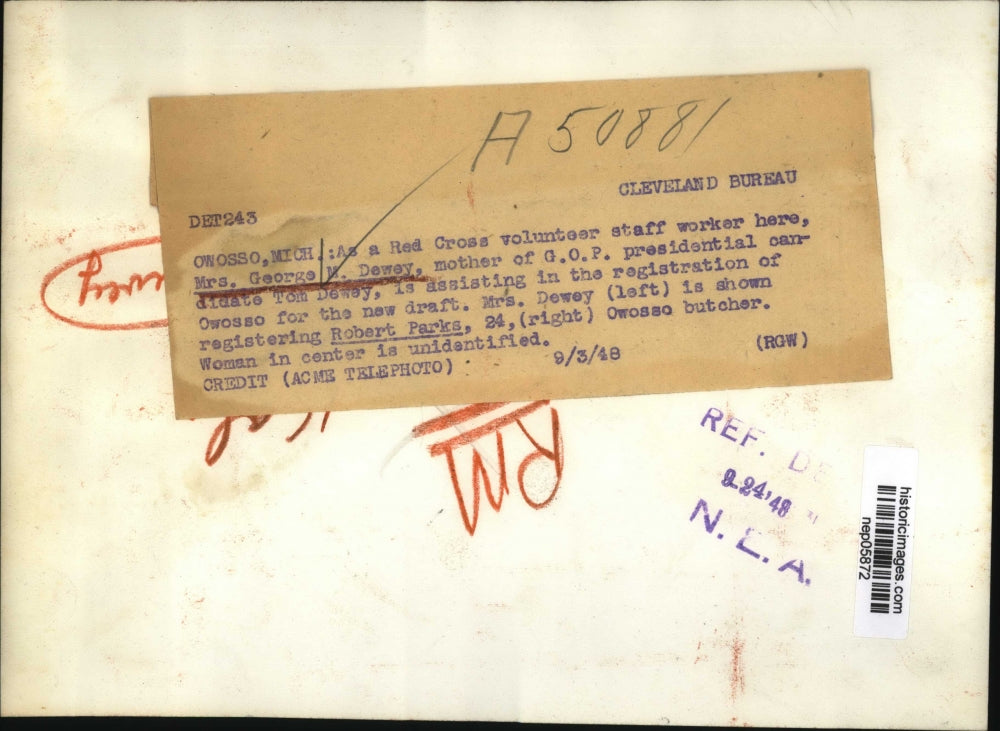 A 50881
CLEVELAND BUREAU
DET243
OWOSSO,MICH.:As a Red Cross volunteer staff worker here,
Mrs. George M. Dewey, mother of G.O.P. presidential can-
didate Tom Dewey, is assisting in the registration of
Owosso for the new draft. Mrs. Dewey (left) is shown
registering Robert Parks, 24,(right) Owosso butcher.
Woman in center is unidentified.
CREDIT (ACME TELEPHOTO) 9/3/48 (RGW)
RM
REF. DE
9-24'48
N. E. A.
historicimages.com
nep05872